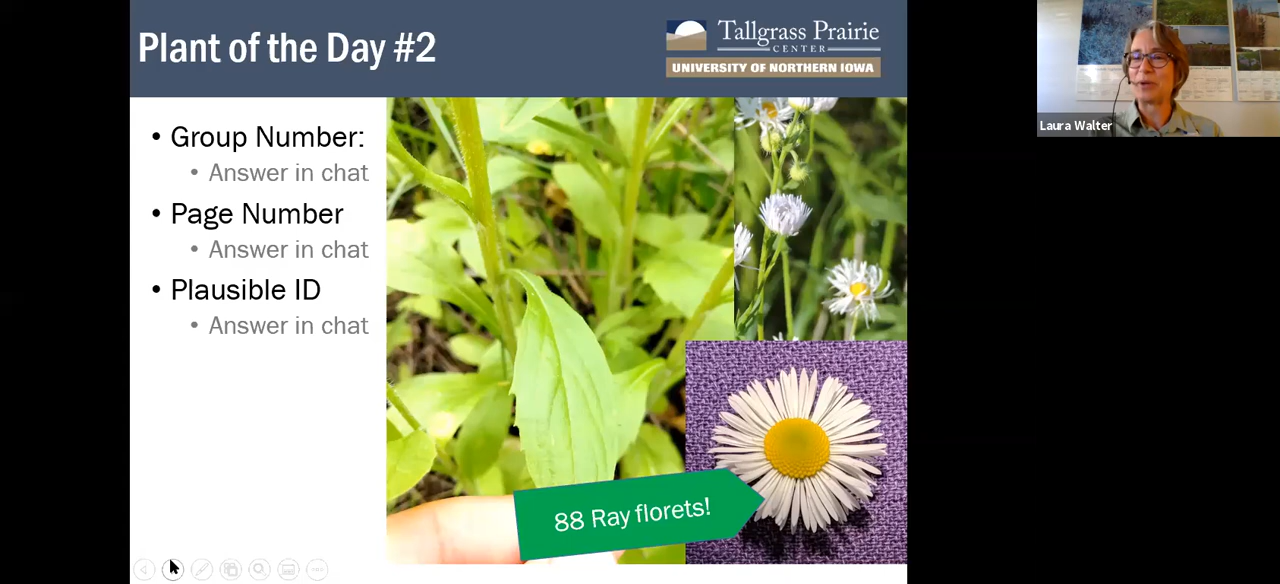 Plant of the Day #2
Tallgrass Prairie
CENTER
UNIVERSITY OF NORTHERN IOWA
• Group Number:
• Answer in chat
• Page Number
• Answer in chat
• Plausible ID
• Answer in chat
88 Ray florets!
Laura Walter